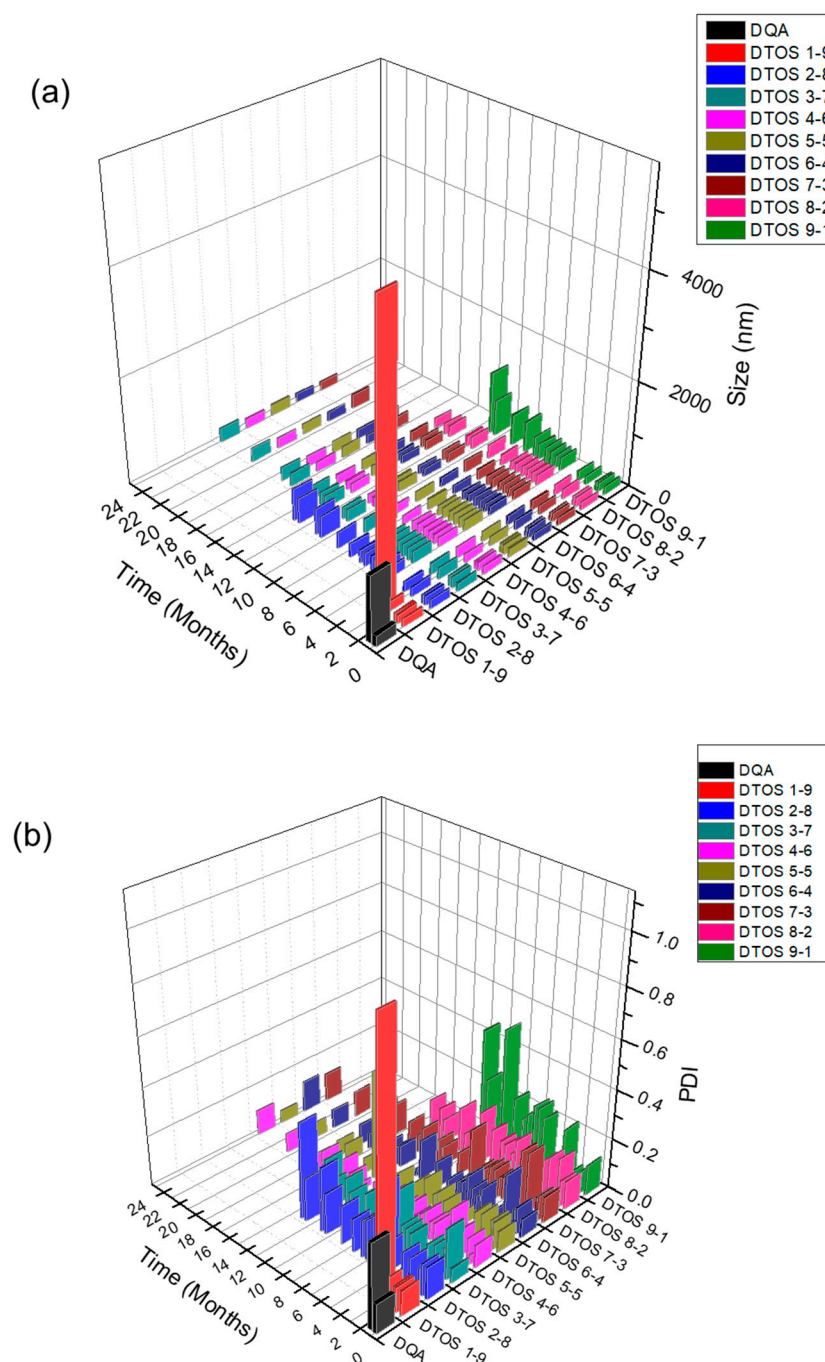 (a)
DQA
DTOS 1-9
DTOS 2-8
DTOS 3-7
DTOS 4-6
DTOS 5-5
DTOS 6-4
DTOS 7-3
DTOS 8-2
DTOS 9-1
4000
2000
0
Size (nm)
24
22
20
18
16
14
12
10
8
6
4
2
0
Time (Months)
DQA
DTOS 1-9
DTOS 2-8
DTOS 3-7
DTOS 4-6
DTOS 5-5
DTOS 6-4
DTOS 7-3
DTOS 8-2
DTOS 9-1
(b)
DQA
DTOS 1-9
DTOS 2-8
DTOS 3-7
DTOS 4-6
DTOS 5-5
DTOS 6-4
DTOS 7-3
DTOS 8-2
DTOS 9-1
1.0
0.8
0.6
0.4
0.2
0.0
PDI
24
22
20
18
16
14
12
10
8
6
4
2
0
Time (Months)
DQA
DTOS 1-9
DTOS 2-8
DTOS 3-7
DTOS 4-6
DTOS 5-5
DTOS 6-4
DTOS 7-3
DTOS 8-2
DTOS 9-1